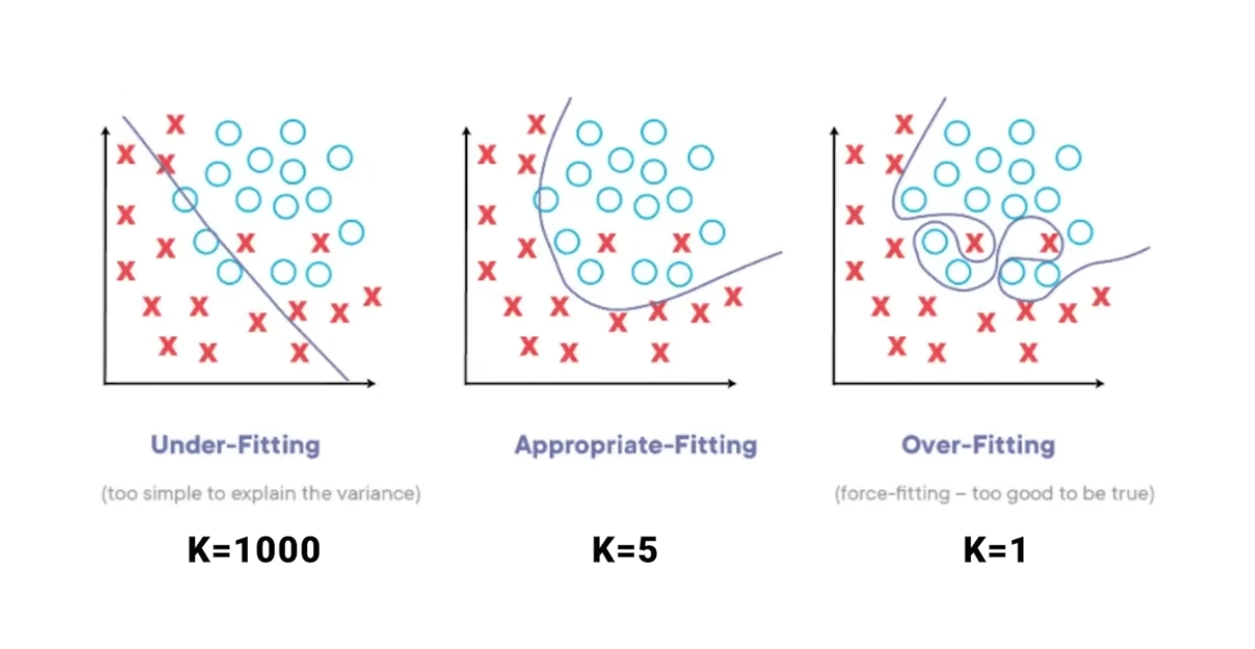 Under-Fitting
Appropriate-Fitting
Over-Fitting
(too simple to explain the variance)
(force-fitting – too good to be true)
K=1000
K=5
K=1